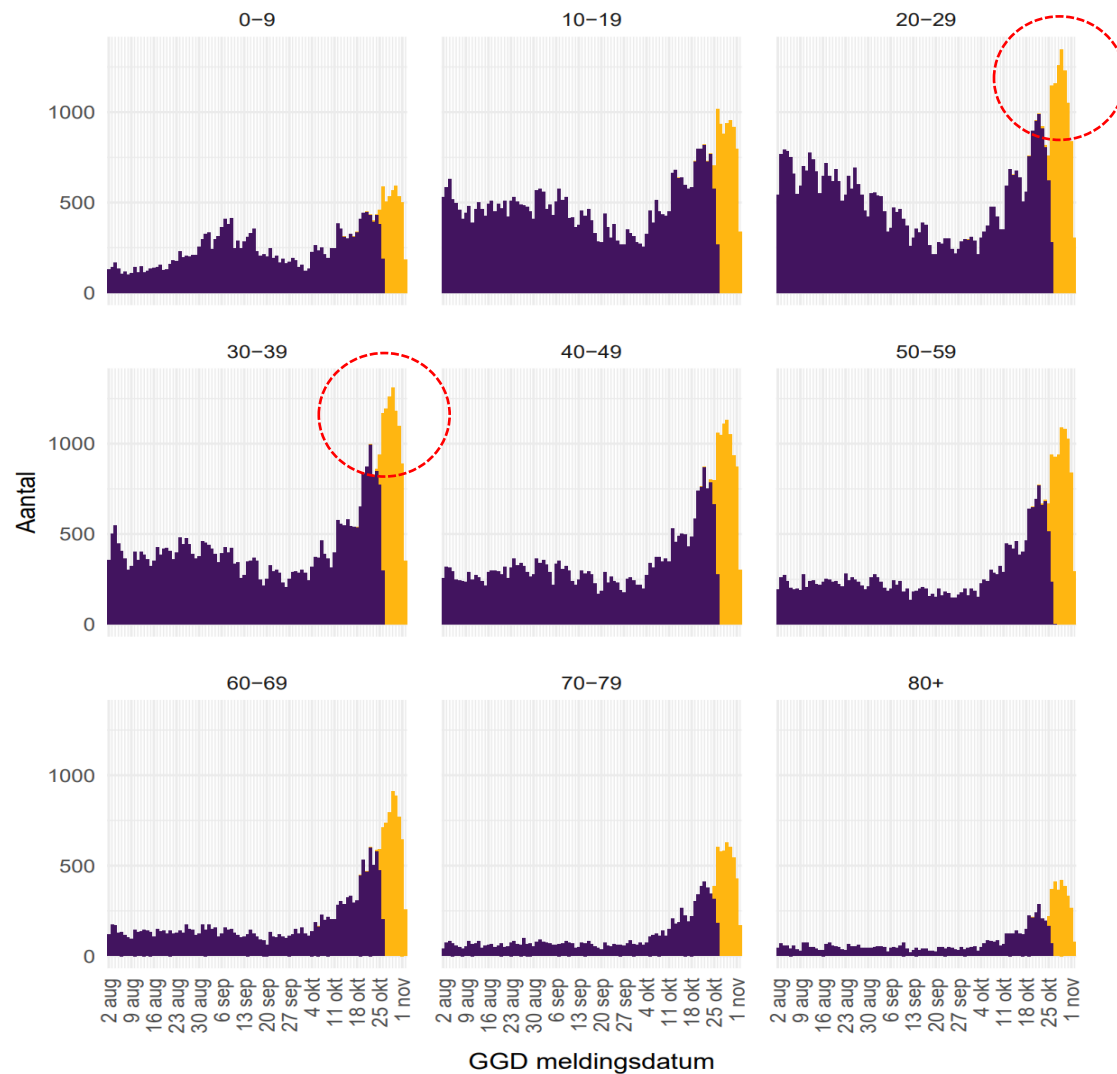 0−9
10−19
20−29
1000
500
0
30−39
40−49
50−59
1000
500
0
Aantal
60−69
70−79
80+
1000
500
0
2 aug
9 aug
16 aug
23 aug
30 aug
6 sep
13 sep
20 sep
27 sep
4 okt
11 okt
18 okt
25 okt
1 nov
2 aug
9 aug
16 aug
23 aug
30 aug
6 sep
13 sep
20 sep
27 sep
4 okt
11 okt
18 okt
25 okt
1 nov
2 aug
9 aug
16 aug
23 aug
30 aug
6 sep
13 sep
20 sep
27 sep
4 okt
11 okt
18 okt
25 okt
1 nov
GGD meldingsdatum